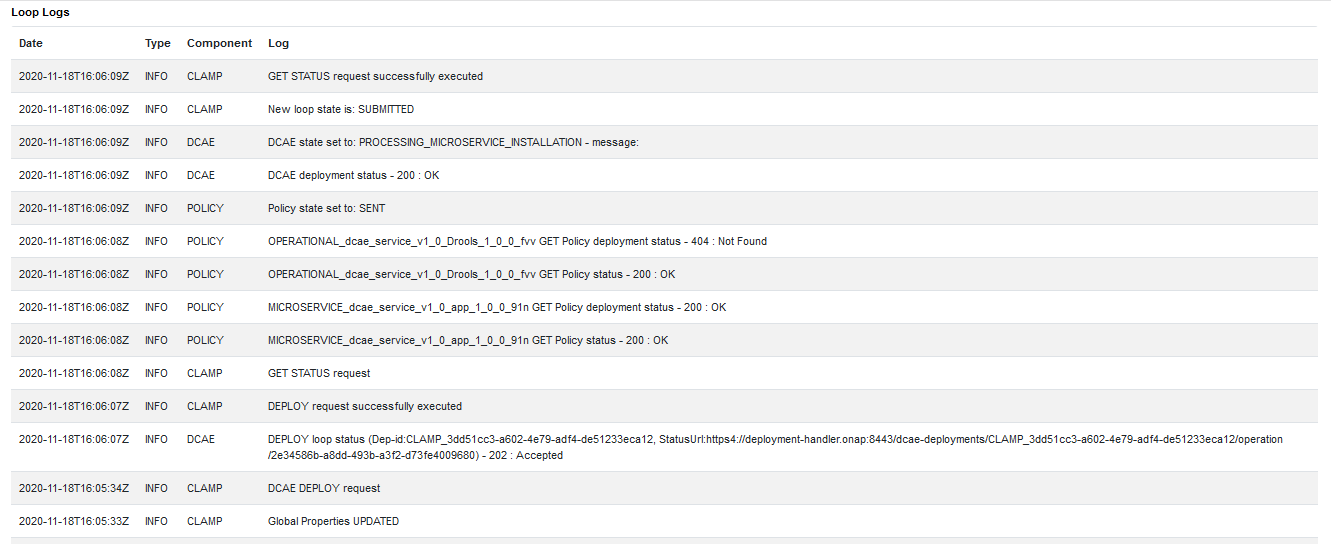 Loop Logs
Date Type Component Log
2020-11-18T16:06:09Z INFO CLAMP GET STATUS request successfully executed
2020-11-18T16:06:09Z INFO CLAMP New loop state is: SUBMITTED
2020-11-18T16:06:09Z INFO DCAE DCAE state set to: PROCESSING_MICROSERVICE_INSTALLATION - message:
2020-11-18T16:06:09Z INFO DCAE DCAE deployment status - 200 : OK
2020-11-18T16:06:09Z INFO POLICY Policy state set to: SENT
2020-11-18T16:06:08Z INFO POLICY OPERATIONAL_dcae_service_v1_0_Drools_1_0_0_fvv GET Policy deployment status - 404 : Not Found
2020-11-18T16:06:08Z INFO POLICY OPERATIONAL_dcae_service_v1_0_Drools_1_0_0_fvv GET Policy status - 200 : OK
2020-11-18T16:06:08Z INFO POLICY MICROSERVICE_dcae_service_v1_0_app_1_0_0_91n GET Policy deployment status - 200 : OK
2020-11-18T16:06:08Z INFO POLICY MICROSERVICE_dcae_service_v1_0_app_1_0_0_91n GET Policy status - 200 : OK
2020-11-18T16:06:08Z INFO CLAMP GET STATUS request
2020-11-18T16:06:07Z INFO CLAMP DEPLOY request successfully executed
2020-11-18T16:06:07Z INFO DCAE DEPLOY loop status (Dep-id:CLAMP_3dd51cc3-a602-4e79-adf4-de51233eca12, StatusUrl:https4://deployment-handler.onap:8443/dcae-deployments/CLAMP_3dd51cc3-a602-4e79-adf4-de51233eca12/operation
/2e34586b-a8dd-493b-a3f2-d73fe4009680) - 202 : Accepted
2020-11-18T16:05:34Z INFO CLAMP DCAE DEPLOY request
2020-11-18T16:05:33Z INFO CLAMP Global Properties UPDATED